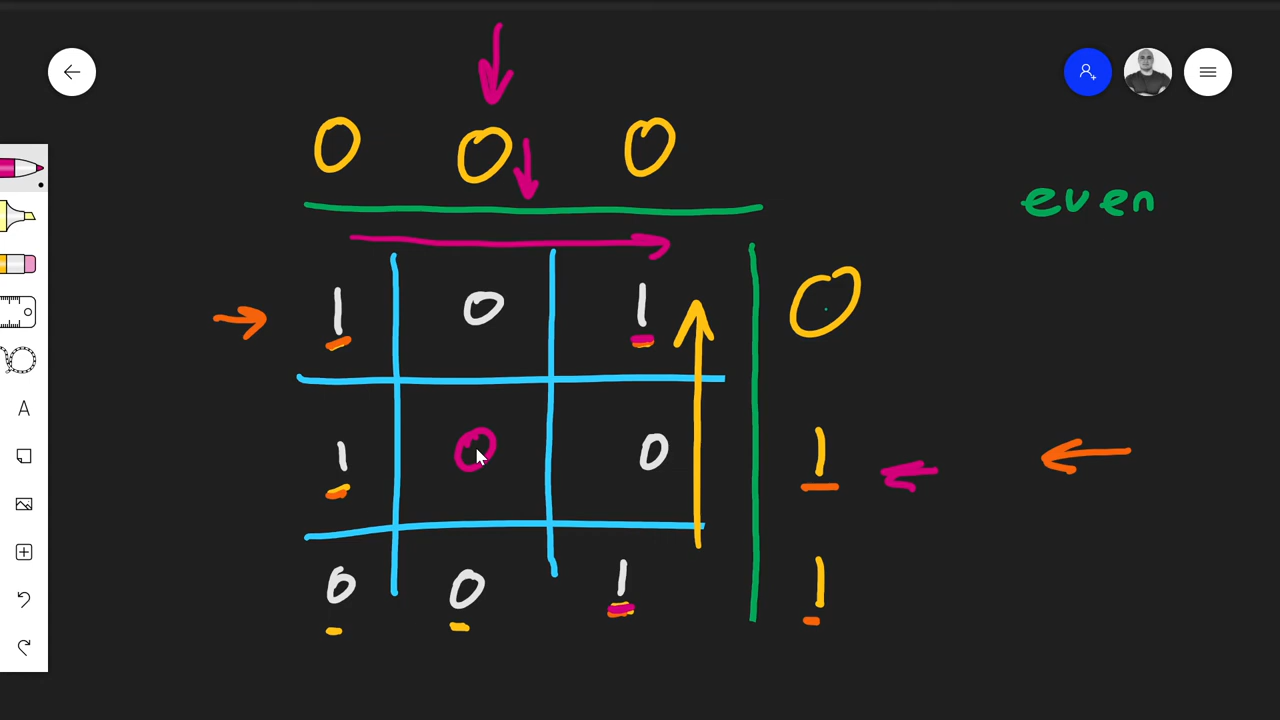 0 0 0
even
1 0 1 0
1 0 0 1
0 0 1 1
A